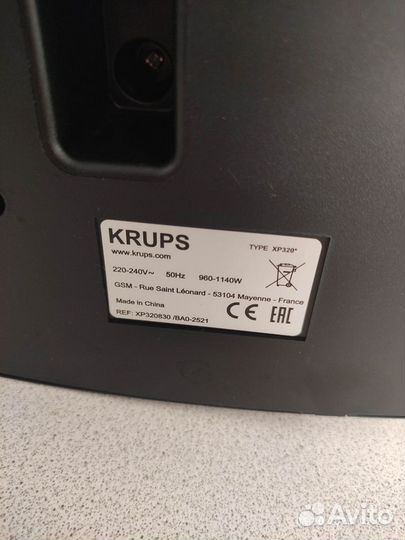 KRUPS
TYPE XP320*
www.krups.com
220-240V~ 50Hz 960-1140W
GSM - Rue Saint Léonard - 53104 Mayenne - France
Made in China
REF: XP320830 /BA0-2521
CE EAC
Avito